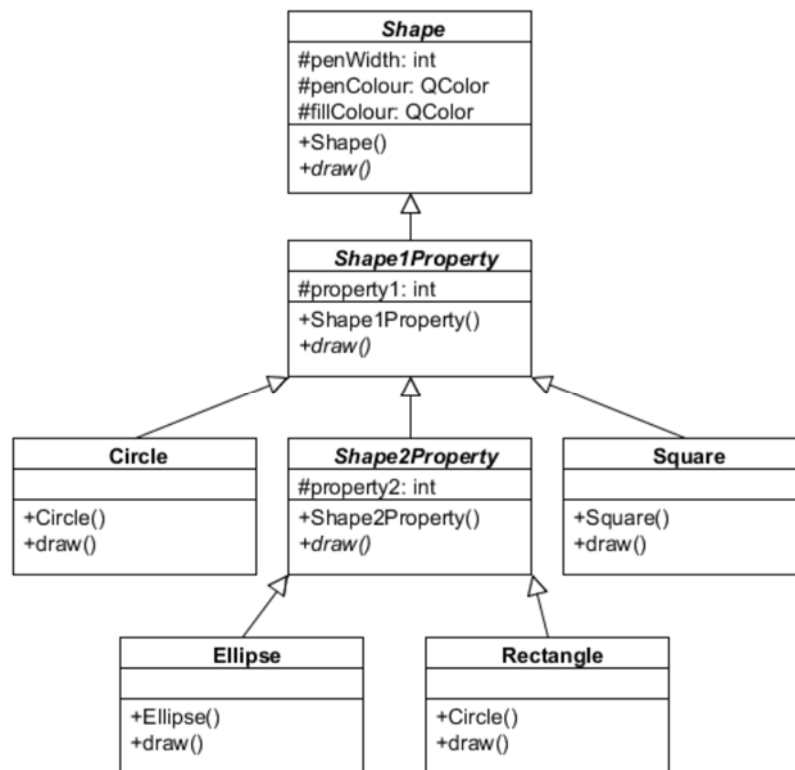 Shape
#penWidth: int
#penColour: QColor
#fillColour: QColor
+Shape()
+draw()
Shape1Property
#property1: int
+Shape1Property()
+draw()
Circle
+Circle()
+draw()
Shape2Property
#property2: int
+Shape2Property()
+draw()
Square
+Square()
+draw()
Ellipse
+Ellipse()
+draw()
Rectangle
+Circle()
+draw()